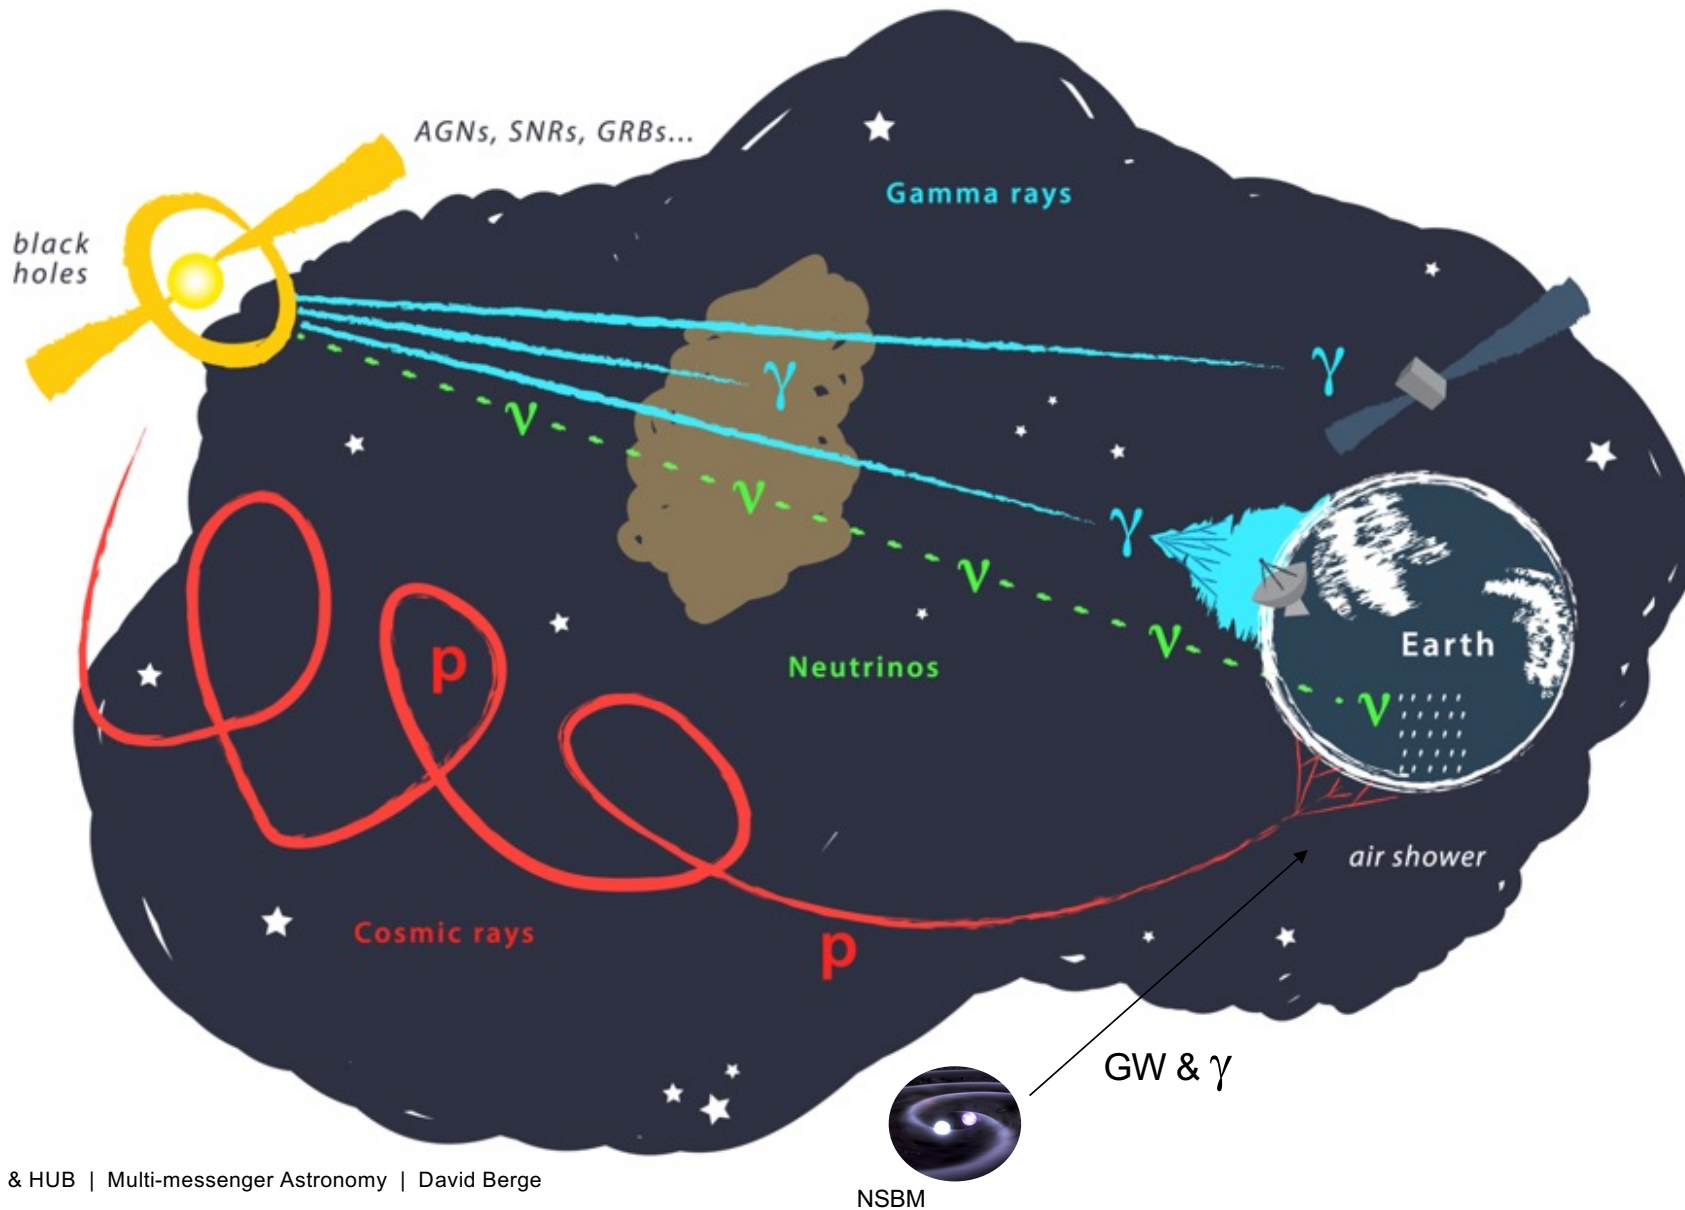 AGNs, SNRs, GRBs...
Gamma rays
black
holes
γ
γ
ν
ν
γ
ν
ν
Earth
p
Neutrinos
ν
air shower
Cosmic rays
p
GW & γ
& HUB | Multi-messenger Astronomy | David Berge
NSBM